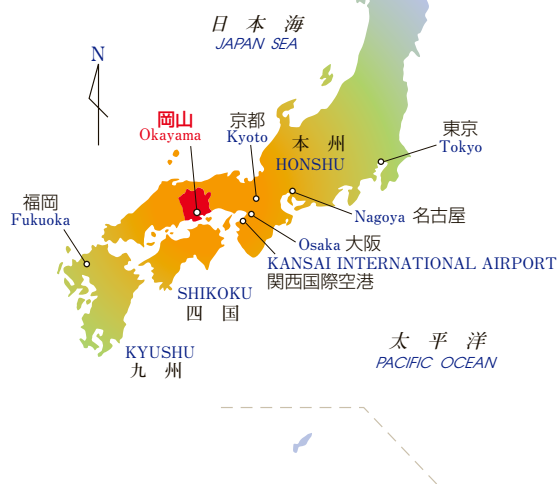 日本海
JAPAN SEA
N
岡山
Okayama
京都
Kyoto
本州
HONSHU
東京
Tokyo
福岡
Fukuoka
Nagoya 名古屋
Osaka 大阪
KANSAI INTERNATIONAL AIRPORT
関西国際空港
SHIKOKU
四国
太平洋
PACIFIC OCEAN
KYUSHU
九州